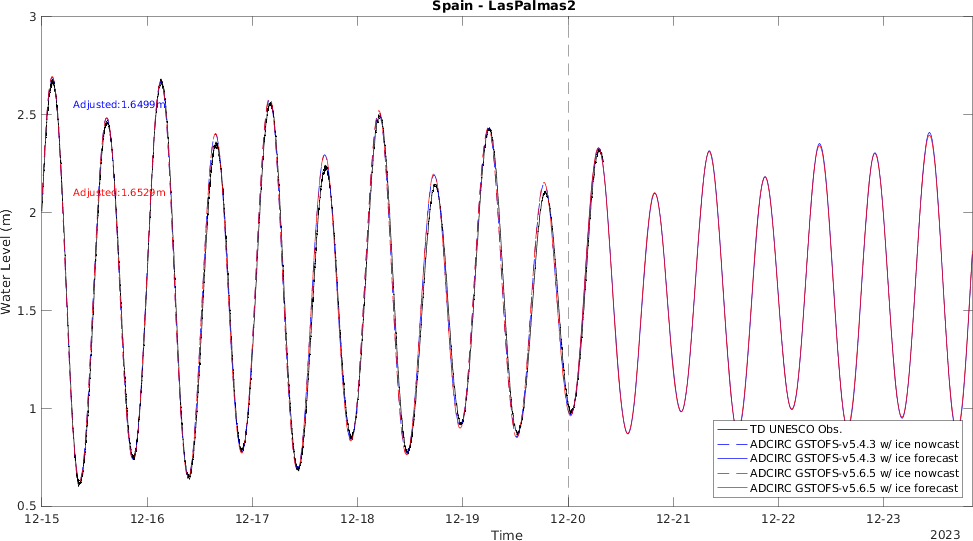 Spain - LasPalmas2
3
2.5
2
1.5
1
0.5
Water Level (m)
Adjusted:1.6499m
Adjusted:1.6529m
TD UNESCO Obs.
ADCIRC GSTOFS-v5.4.3 w/ ice nowcast
ADCIRC GSTOFS-v5.4.3 w/ ice forecast
ADCIRC GSTOFS-v5.6.5 w/ ice nowcast
ADCIRC GSTOFS-v5.6.5 w/ ice forecast
12-15 12-16 12-17 12-18 12-19 12-20 12-21 12-22 12-23
Time
2023